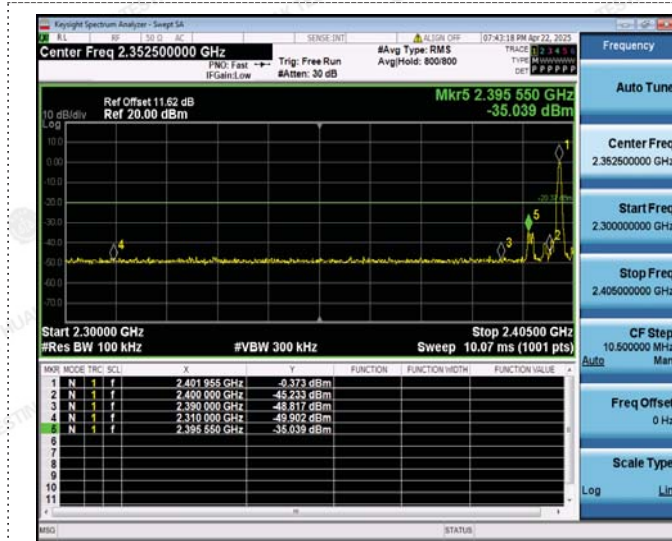 Keysight Spectrum Analyzer - Swept SA
RL RF 50 Ω AC SENSE:INT ALIGN OFF 07:43:18 PM Apr 22, 2025
Center Freq 2.352500000 GHz
PNO: Fast
IFGain:Low
Trig: Free Run
#Atten: 30 dB
#Avg Type: RMS
Avg|Hold: 800/800
TRACE 1 2 3 4 5 6
TYPE M WWWWW
DET P P P P P P
Ref Offset 11.62 dB
10 dB/div Ref 20.00 dBm
Log
Mkr5 2.395 550 GHz
-35.039 dBm
10.0
0.00
-10.0
-20.0
-30.0
-40.0
-50.0
-60.0
-70.0
1
5
2
3
4
Start 2.30000 GHz Stop 2.40500 GHz
#Res BW 100 kHz #VBW 300 kHz Sweep 10.07 ms (1001 pts)
MKR MODE TRC SCL X Y FUNCTION FUNCTION WIDTH FUNCTION VALUE
1 N 1 f 2.401 955 GHz -0.373 dBm
2 N 1 f 2.400 000 GHz -45.233 dBm
3 N 1 f 2.390 000 GHz -48.817 dBm
4 N 1 f 2.310 000 GHz -49.902 dBm
5 N 1 f 2.395 550 GHz -35.039 dBm
6
7
8
9
10
11
MSG STATUS
Frequency
Auto Tune
Center Freq
2.352500000 GHz
Start Freq
2.300000000 GHz
Stop Freq
2.405000000 GHz
CF Step
10.500000 MHz
Auto Man
Freq Offset
0 Hz
Scale Type
Log Lin